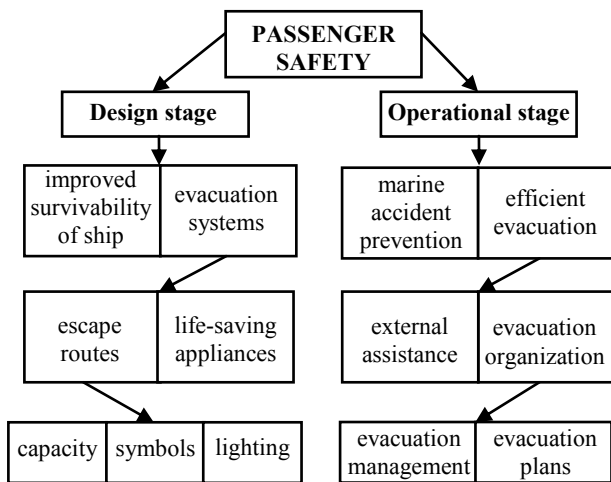 PASSENGER
SAFETY
Design stage
Operational stage
improved
survivability
of ship
evacuation
systems
marine
accident
prevention
efficient
evacuation
escape
routes
life-saving
appliances
external
assistance
evacuation
organization
capacity
symbols
lighting
evacuation
management
evacuation
plans